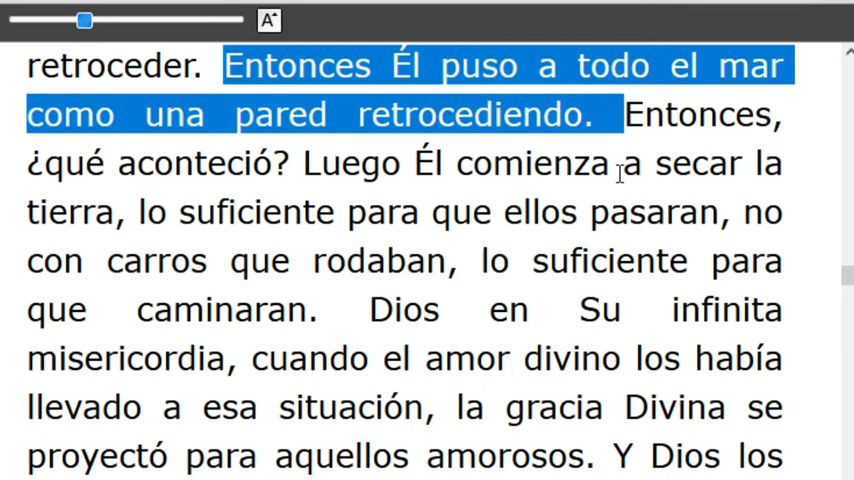 A
retroceder. Entonces Él puso a todo el mar
como una pared retrocediendo. Entonces,
¿qué aconteció? Luego Él comienza a secar la
tierra, lo suficiente para que ellos pasaran, no
con carros que rodaban, lo suficiente para
que caminaran. Dios en Su infinita
misericordia, cuando el amor divino los había
llevado a esa situación, la gracia Divina se
proyectó para aquellos amorosos. Y Dios los